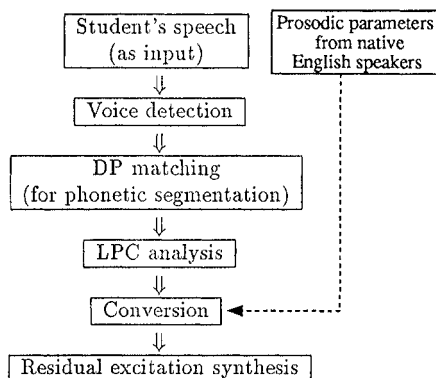 Student's speech
(as input)
Prosodic parameters
from native
English speakers
Voice detection
DP matching
(for phonetic segmentation)
LPC analysis
Conversion
Residual excitation synthesis